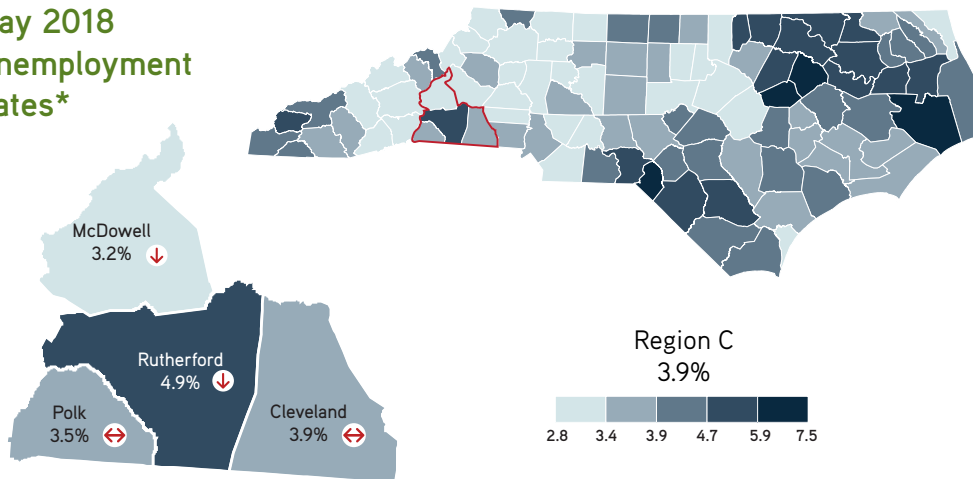 ay 2018
nemployment
ates*
McDowell
3.2%
Rutherford
4.9%
Polk
3.5%
Cleveland
3.9%
Region C
3.9%
2.8 3.4 3.9 4.7 5.9 7.5